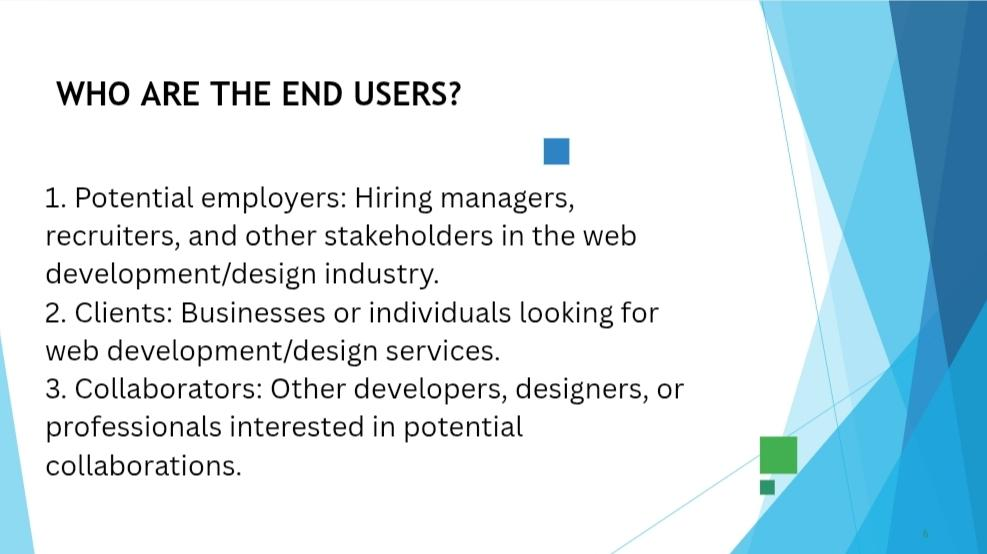 WHO ARE THE END USERS?
1. Potential employers: Hiring managers,
recruiters, and other stakeholders in the web
development/design industry.
2. Clients: Businesses or individuals looking for
web development/design services.
3. Collaborators: Other developers, designers, or
professionals interested in potential
collaborations.
6